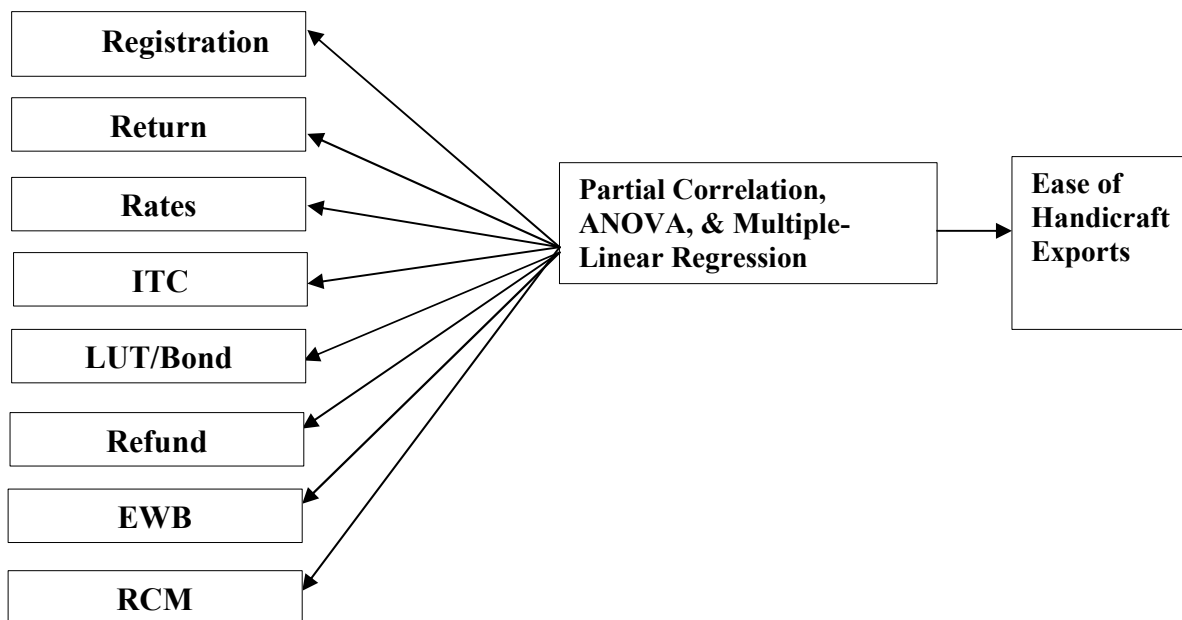 Registration
Return
Rates
ITC
LUT/Bond
Refund
EWB
RCM
Partial Correlation,
ANOVA, & Multiple-
Linear Regression
Ease of
Handicraft
Exports